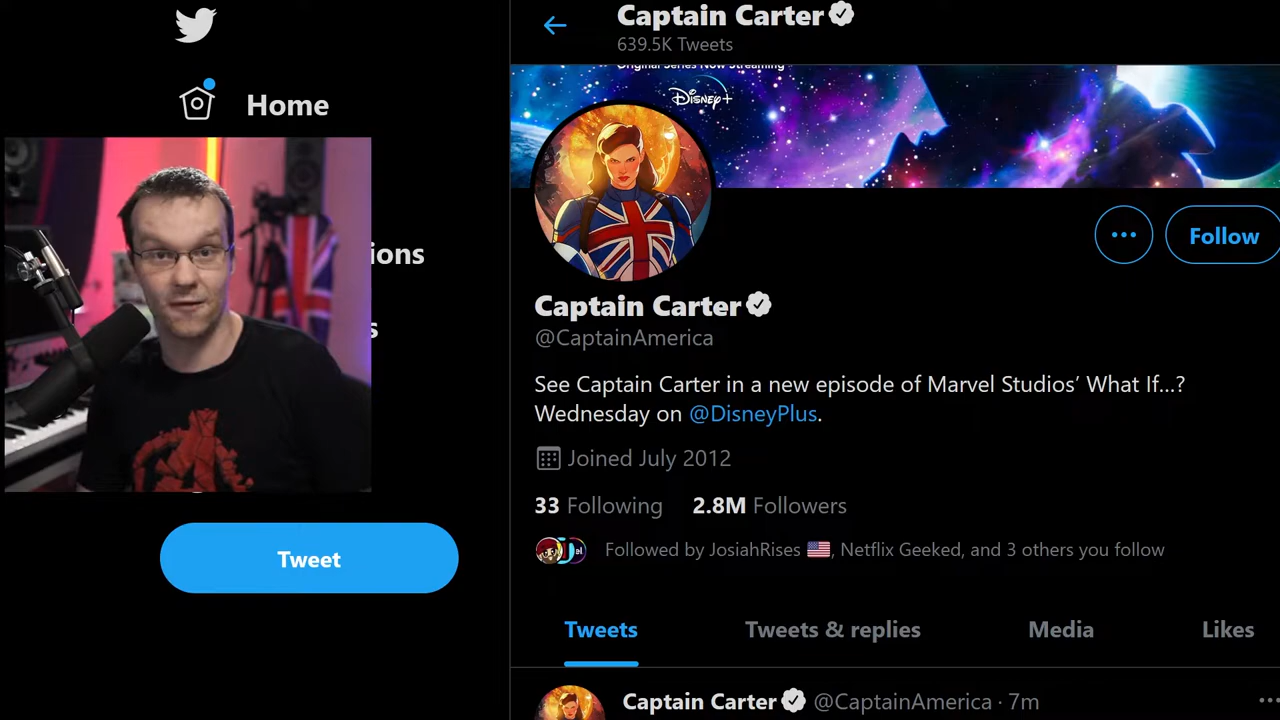 Captain Carter
639.5K Tweets
Original Series Now Streaming
Disney+
Home
ions
s
Follow
Captain Carter
@CaptainAmerica
See Captain Carter in a new episode of Marvel Studios’ What If...?
Wednesday on @DisneyPlus.
Joined July 2012
33 Following 2.8M Followers
Followed by JosiahRises 🇺🇸, Netflix Geeked, and 3 others you follow
Tweet
Tweets Tweets & replies Media Likes
Captain Carter @CaptainAmerica · 7m